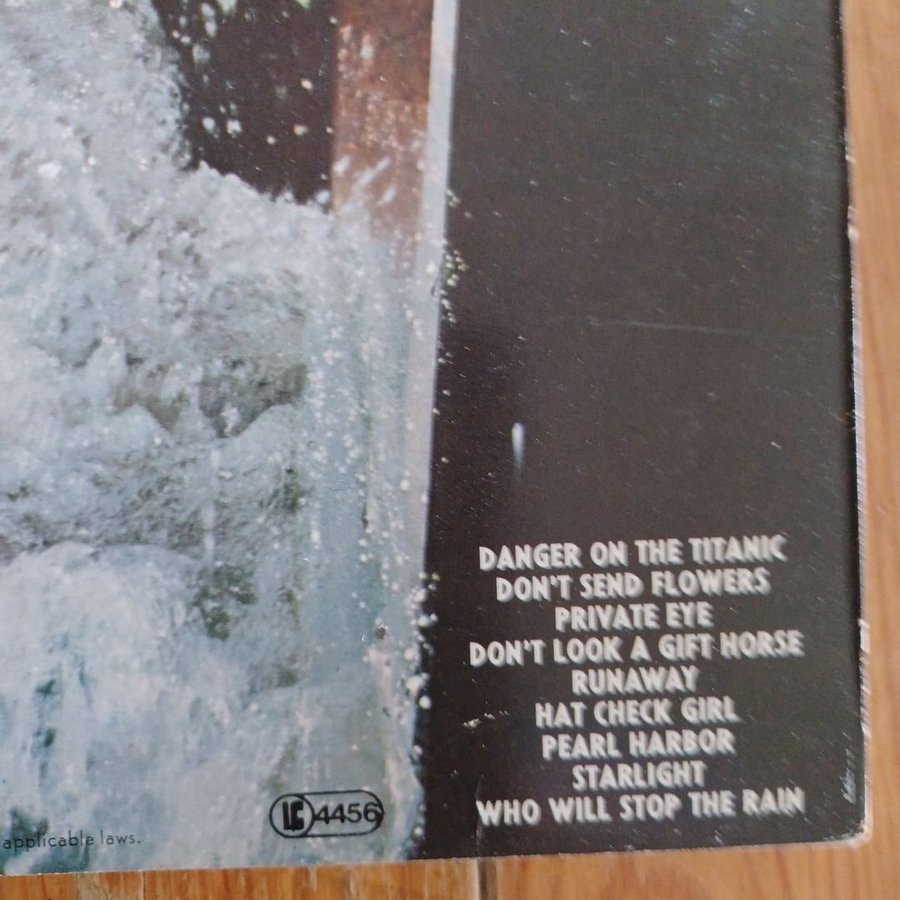 DANGER ON THE TITANIC
DON'T SEND FLOWERS
PRIVATE EYE
DON'T LOOK A GIFT HORSE
RUNAWAY
HAT CHECK GIRL
PEARL HARBOR
STARLIGHT
WHO WILL STOP THE RAIN
LC 4456
applicable laws.